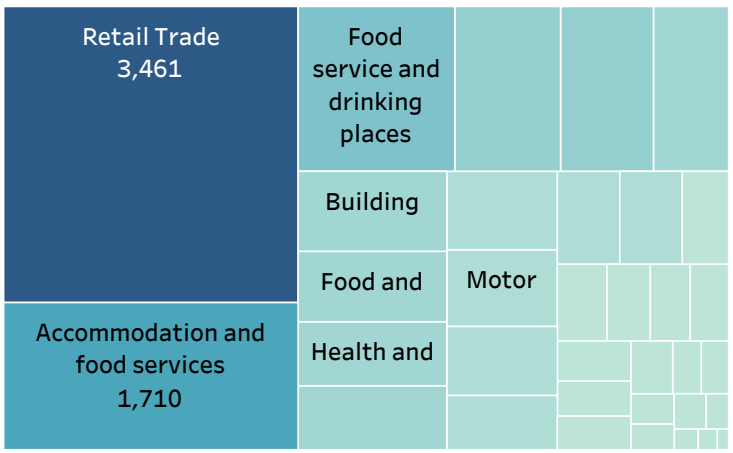 Retail Trade
3,461
Accommodation and
food services
1,710
Food
service and
drinking
places
Building
Food and
Health and
Motor